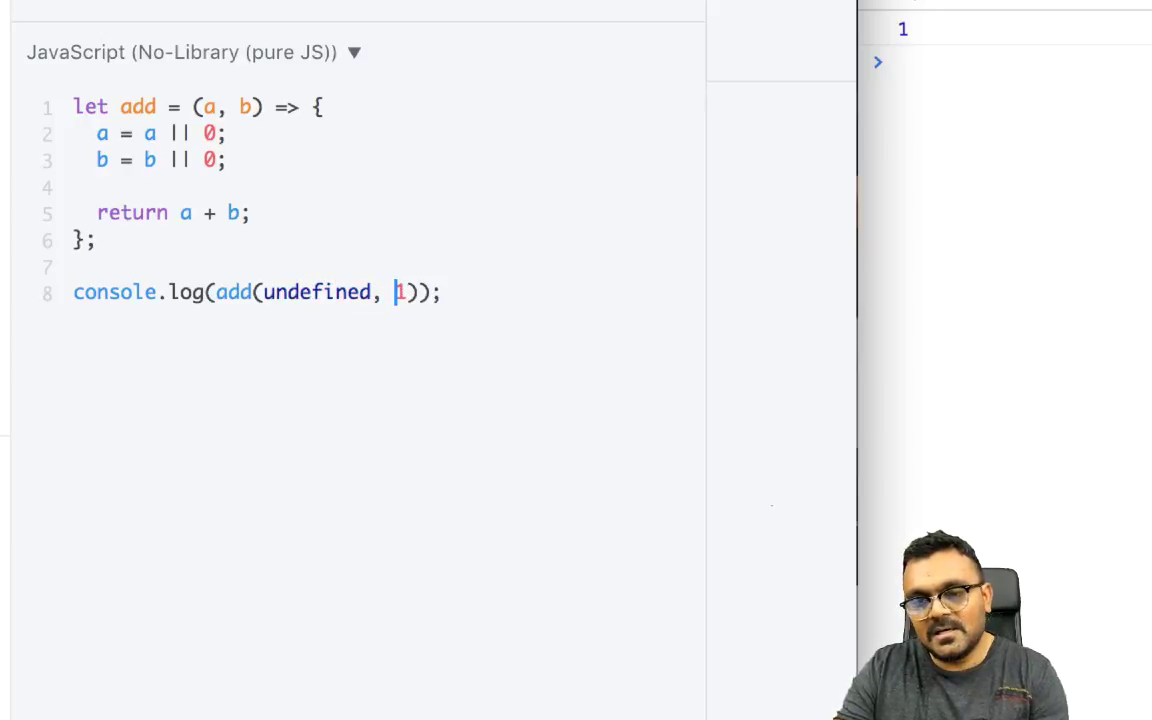 JavaScript (No-Library (pure JS)) ▼
1 let add = (a, b) => {
2 a = a || 0;
3 b = b || 0;
4
5 return a + b;
6 };
7
8 console.log(add(undefined, 1));
1
>